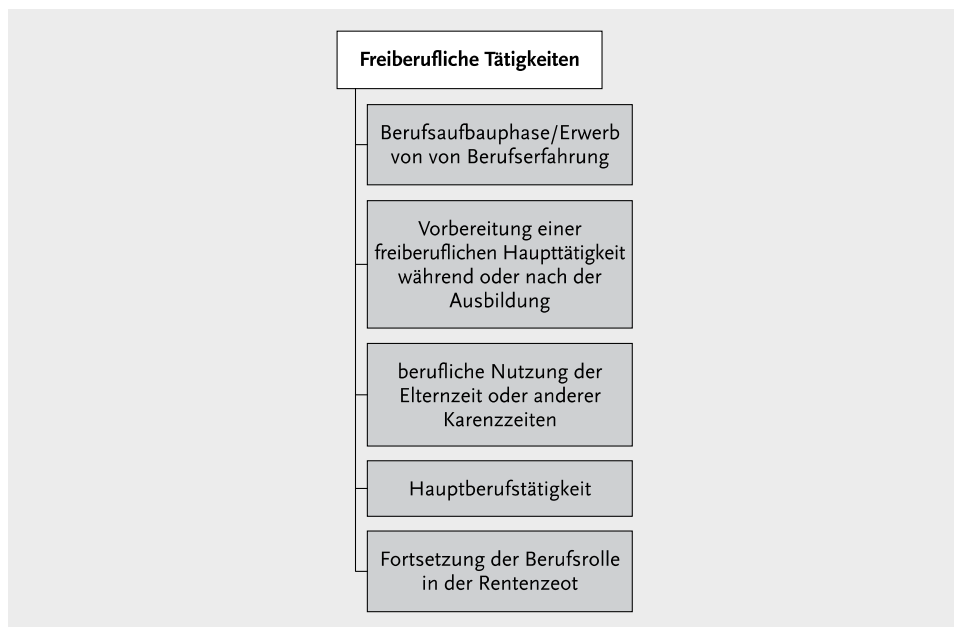 Freiberufliche Tätigkeiten
Berufsaufbauphase/Erwerb
von von Berufserfahrung
Vorbereitung einer
freiberuflichen Haupttätigkeit
während oder nach der
Ausbildung
berufliche Nutzung der
Elternzeit oder anderer
Karenzzeiten
Hauptberufstätigkeit
Fortsetzung der Berufsrolle
in der Rentenzeot